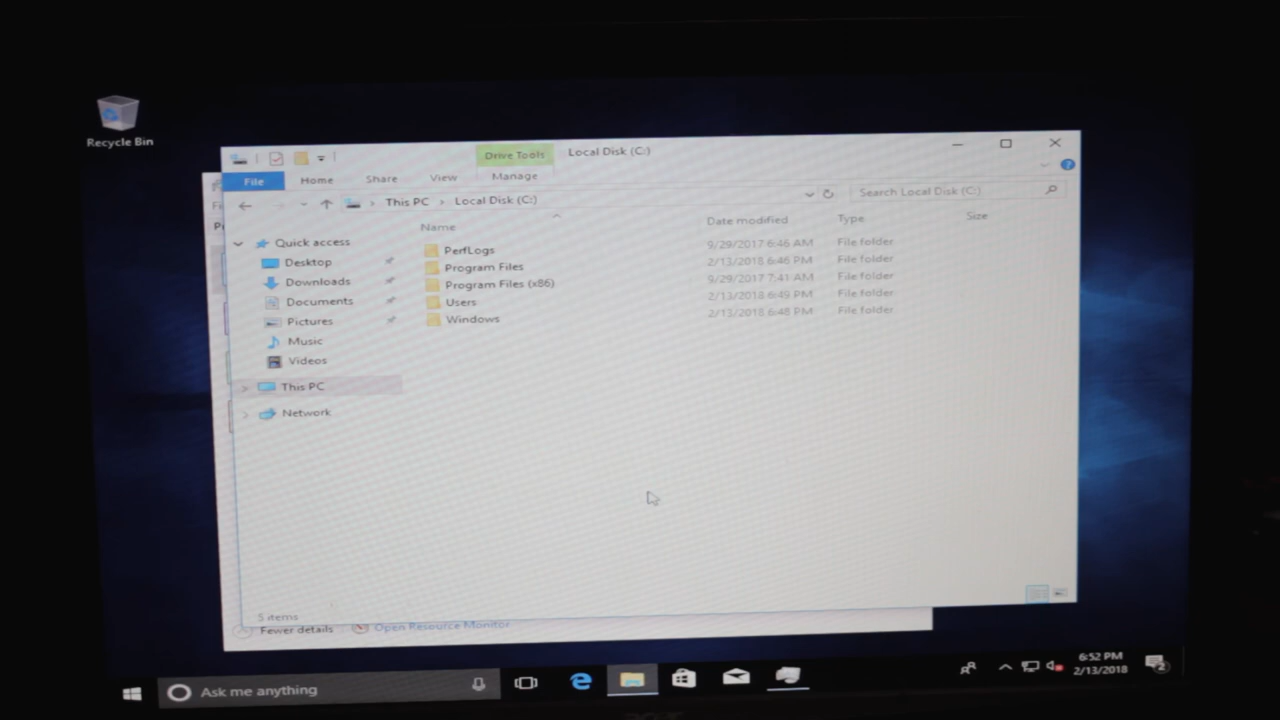 Recycle Bin
Drive Tools
Local Disk (C:)
File
Home
Share
View
Manage
This PC
Local Disk (C:)
Search Local Disk (C:)
Name
Date modified
Type
Size
Quick access
Desktop
Downloads
Documents
Pictures
Music
Videos
This PC
Network
PerfLogs 9/29/2017 6:46 AM File folder
Program Files 2/13/2018 6:46 PM File folder
Program Files (x86) 9/29/2017 7:41 AM File folder
Users 2/13/2018 6:49 PM File folder
Windows 2/13/2018 6:48 PM File folder
5 items
Fewer details
Open Resource Monitor
Ask me anything
6:52 PM
2/13/2018
2